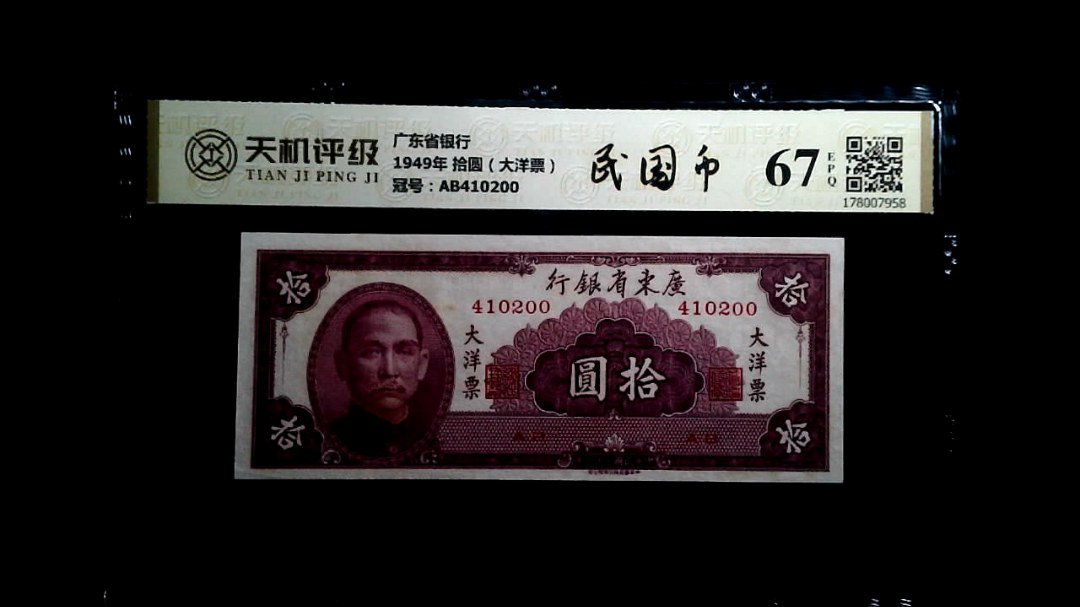 天机评级
TIAN JI PING JI
广东省银行
1949年 拾圆（大洋票）
冠号：AB410200
民国币
67
EPQ
178007958
拾
拾
行銀省東廣
410200
410200
大洋票
大洋票
圓拾
AB
AB
拾
拾